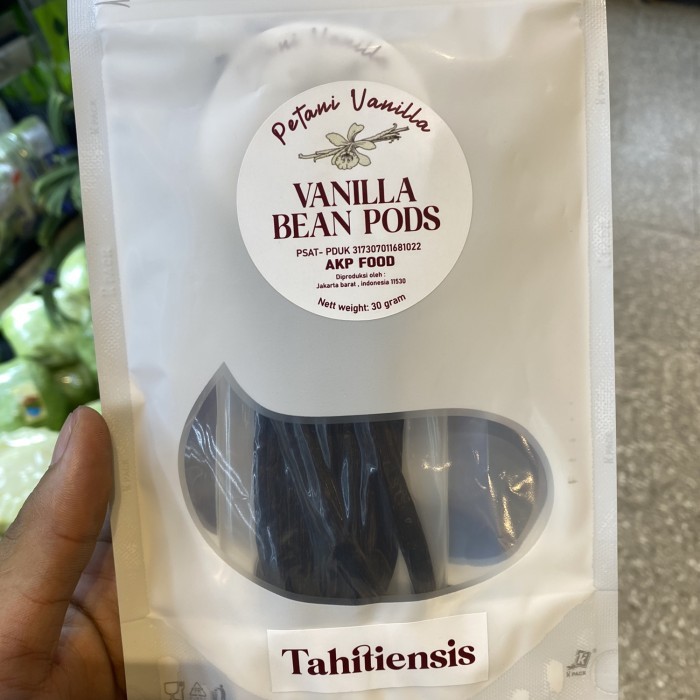 Petani Vanilla
VANILLA
BEAN PODS
PSAT- PDUK 317307011681022
AKP FOOD
Diproduksi oleh :
Jakarta barat , indonesia 11530
Nett weight: 30 gram
Tahitiensis
K PACK